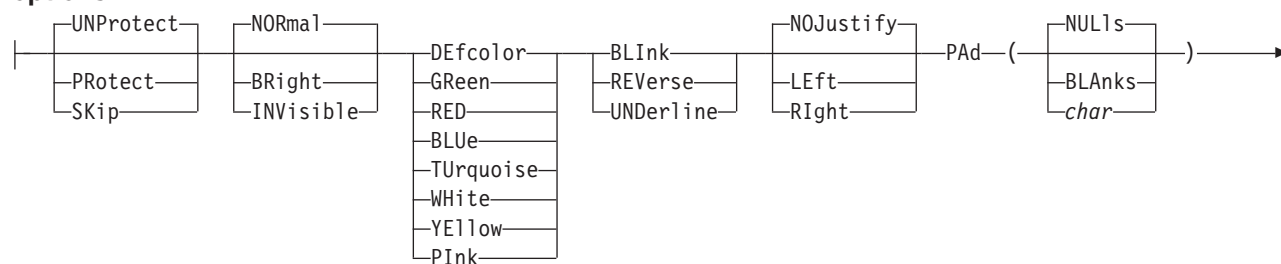 UNProtect NORmal NOJustify NULls
DEfcolor BLInk PAd ( )
PRotect BRight GReen REVerse LEft BLAnks
SKip INVisible RED UNDerline RIght char
BLUe
TUrquoise
WHite
YEllow
PInk